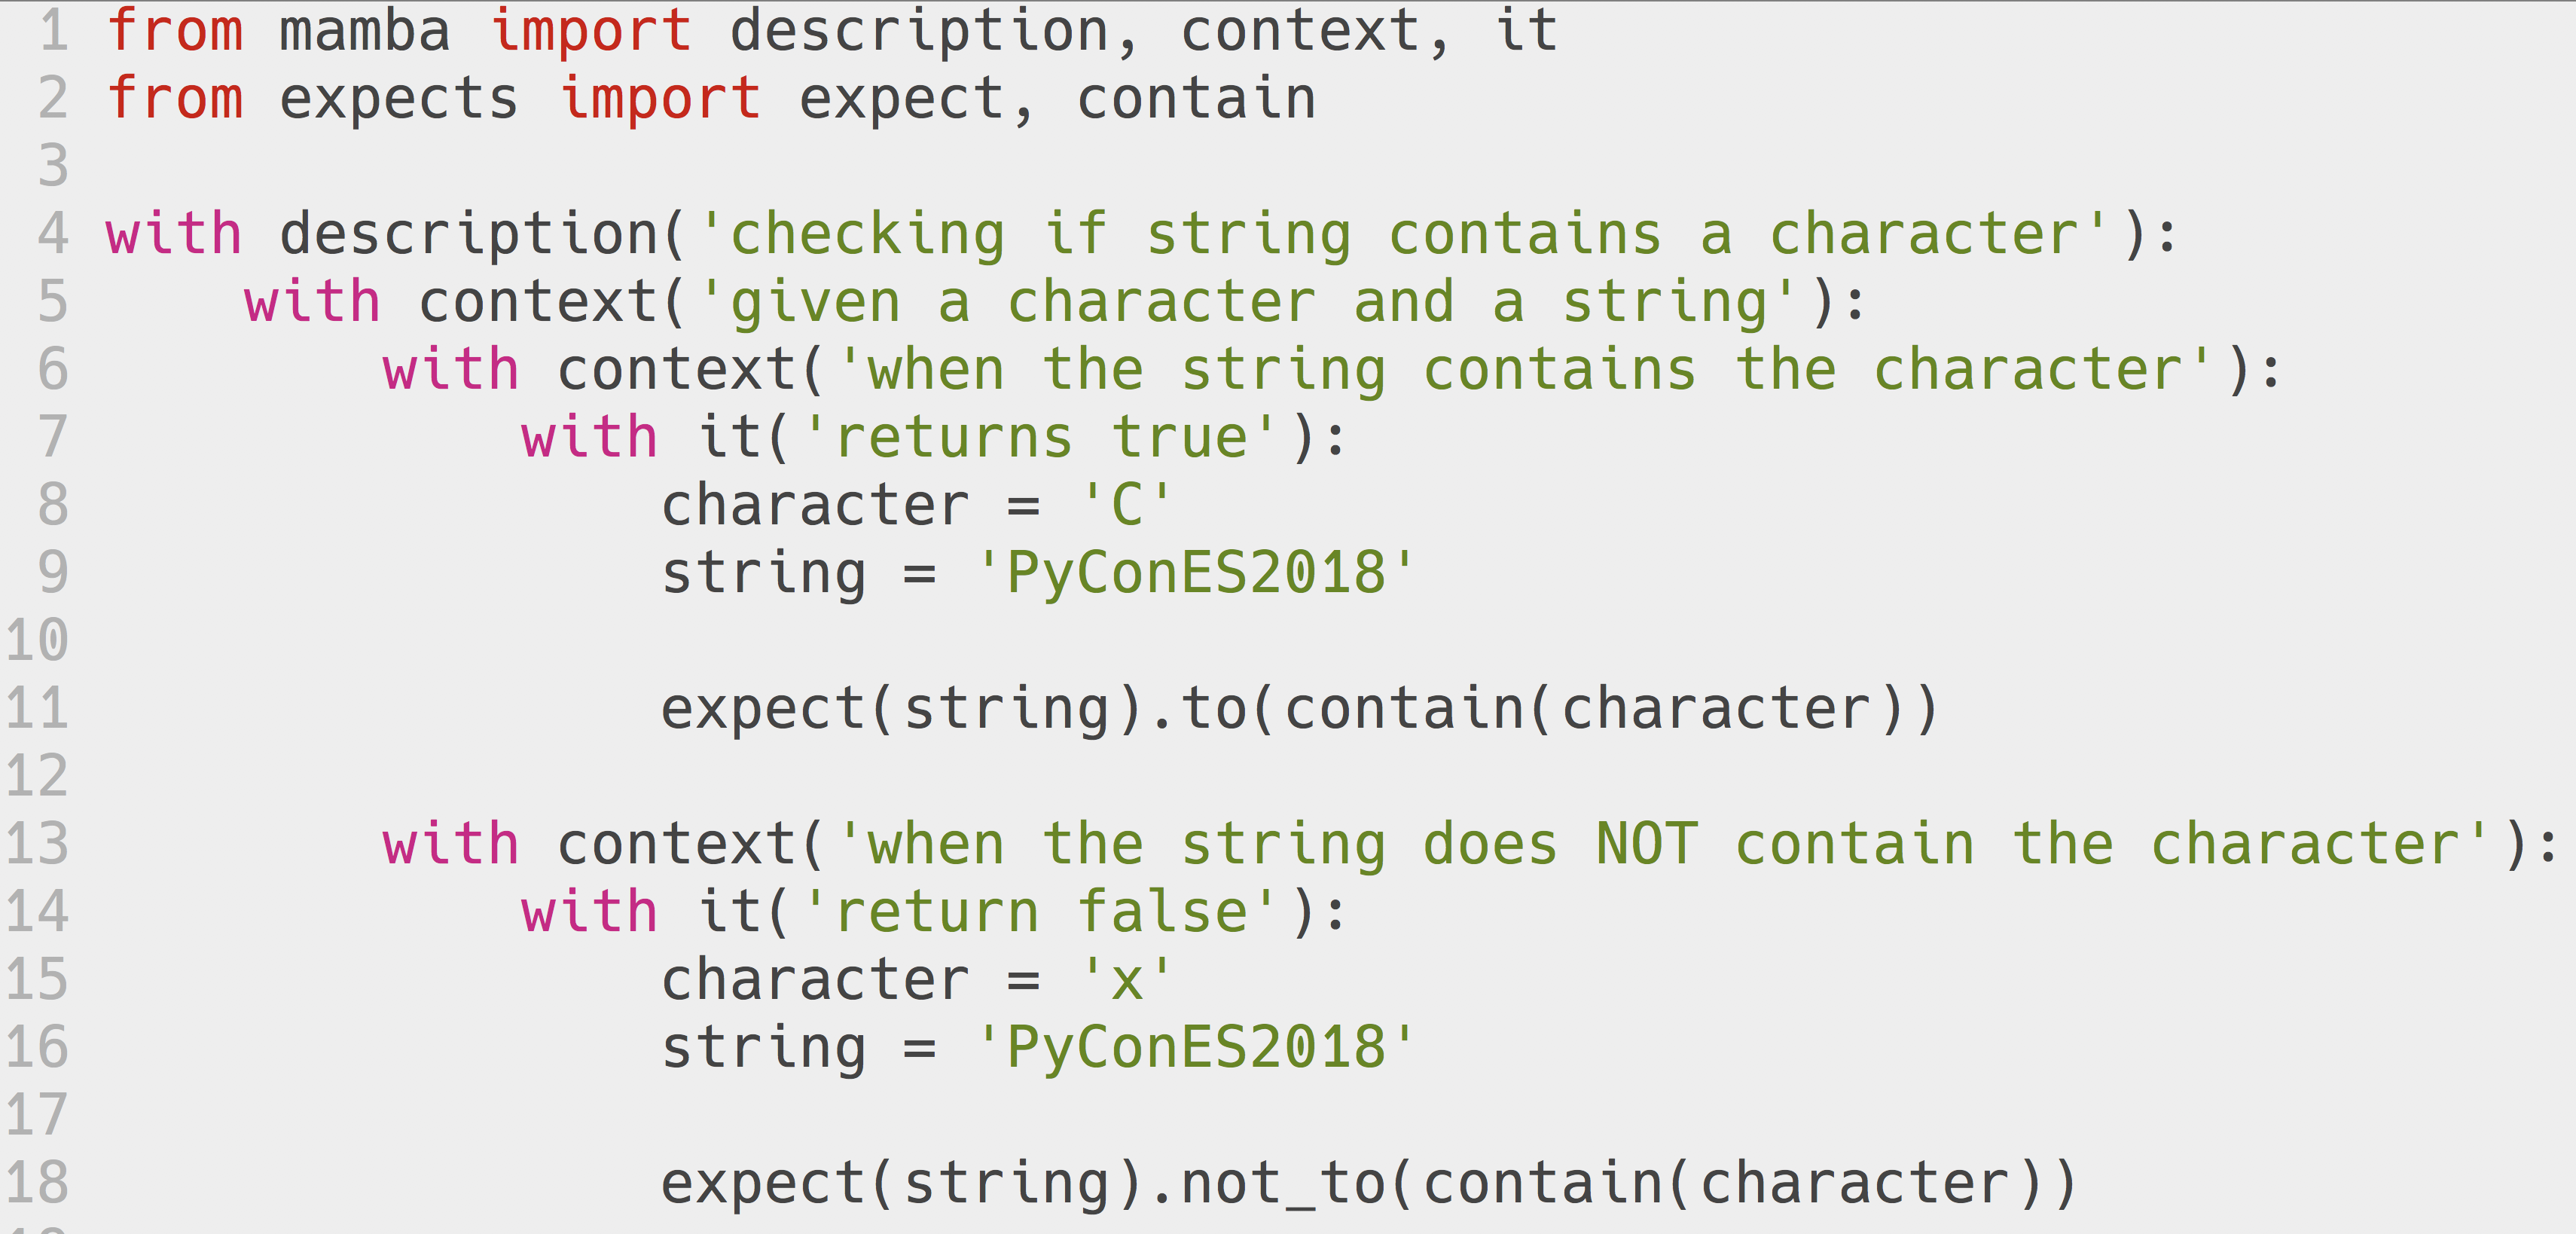 1 from mamba import description, context, it
2 from expects import expect, contain
3
4 with description('checking if string contains a character'):
5     with context('given a character and a string'):
6         with context('when the string contains the character'):
7             with it('returns true'):
8                 character = 'C'
9                 string = 'PyConES2018'
10
11                 expect(string).to(contain(character))
12
13         with context('when the string does NOT contain the character'):
14             with it('return false'):
15                 character = 'x'
16                 string = 'PyConES2018'
17
18                 expect(string).not_to(contain(character))